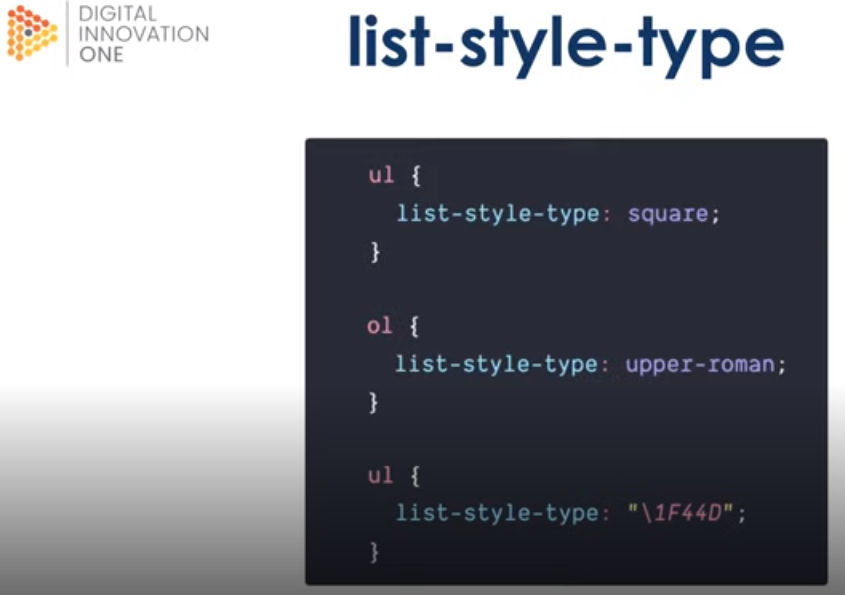 DIGITAL
INNOVATION
ONE
list-style-type
ul {
list-style-type: square;
}
ol {
list-style-type: upper-roman;
}
ul {
list-style-type: "\1F44D";
}